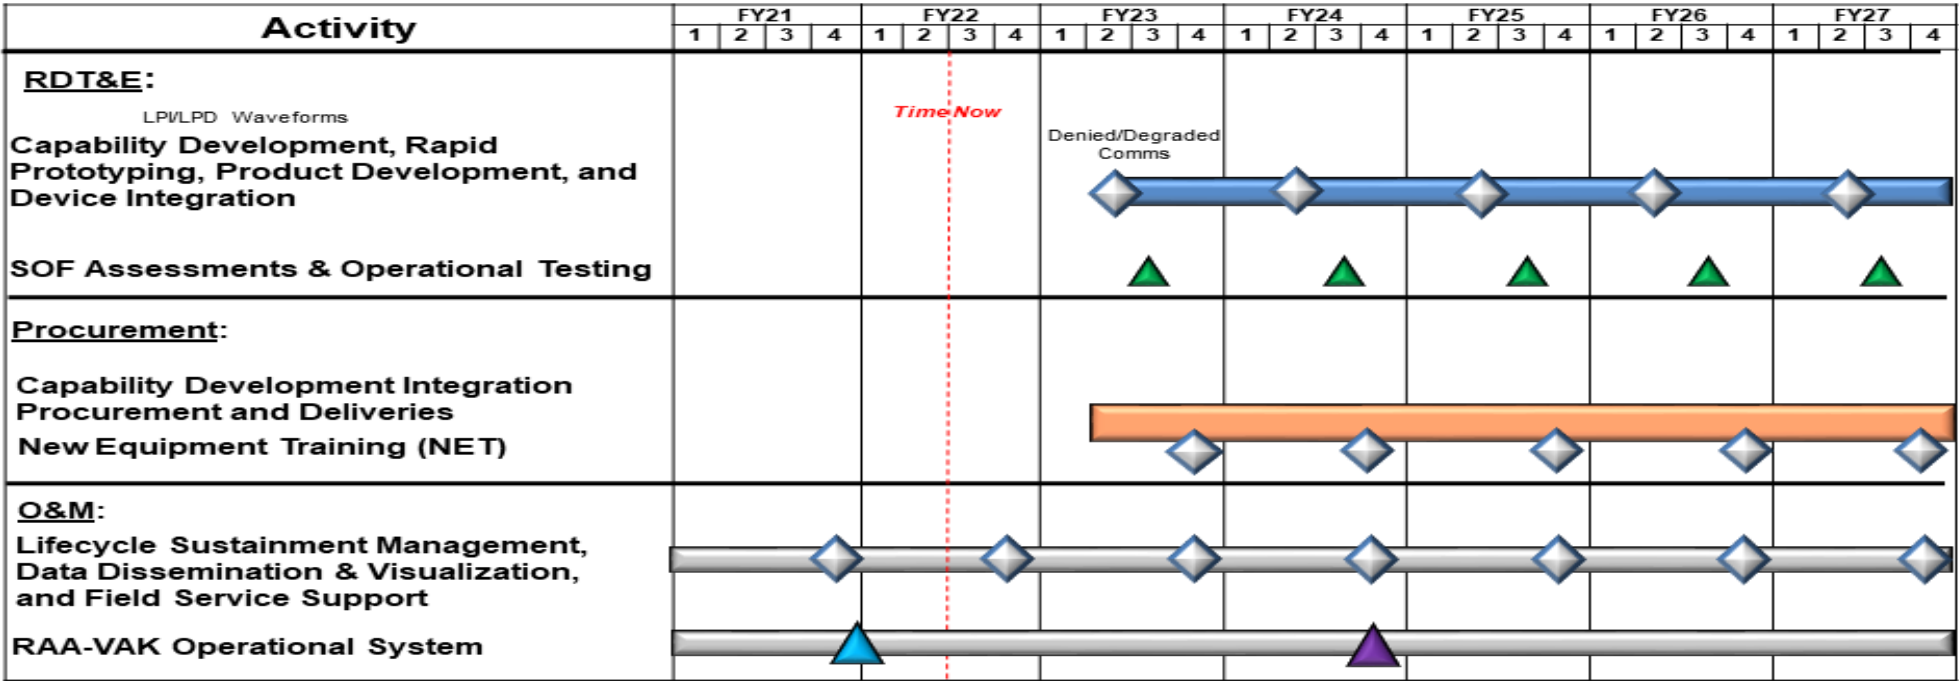 Activity
FY21 FY22 FY23 FY24 FY25 FY26 FY27
1 2 3 4 1 2 3 4 1 2 3 4 1 2 3 4 1 2 3 4 1 2 3 4 1 2 3 4
RDT&E:
LPI/LPD Waveforms
Time Now
Denied/Degraded
Comms
Capability Development, Rapid
Prototyping, Product Development, and
Device Integration
SOF Assessments & Operational Testing
Procurement:
Capability Development Integration
Procurement and Deliveries
New Equipment Training (NET)
O&M:
Lifecycle Sustainment Management,
Data Dissemination & Visualization,
and Field Service Support
RAA-VAK Operational System